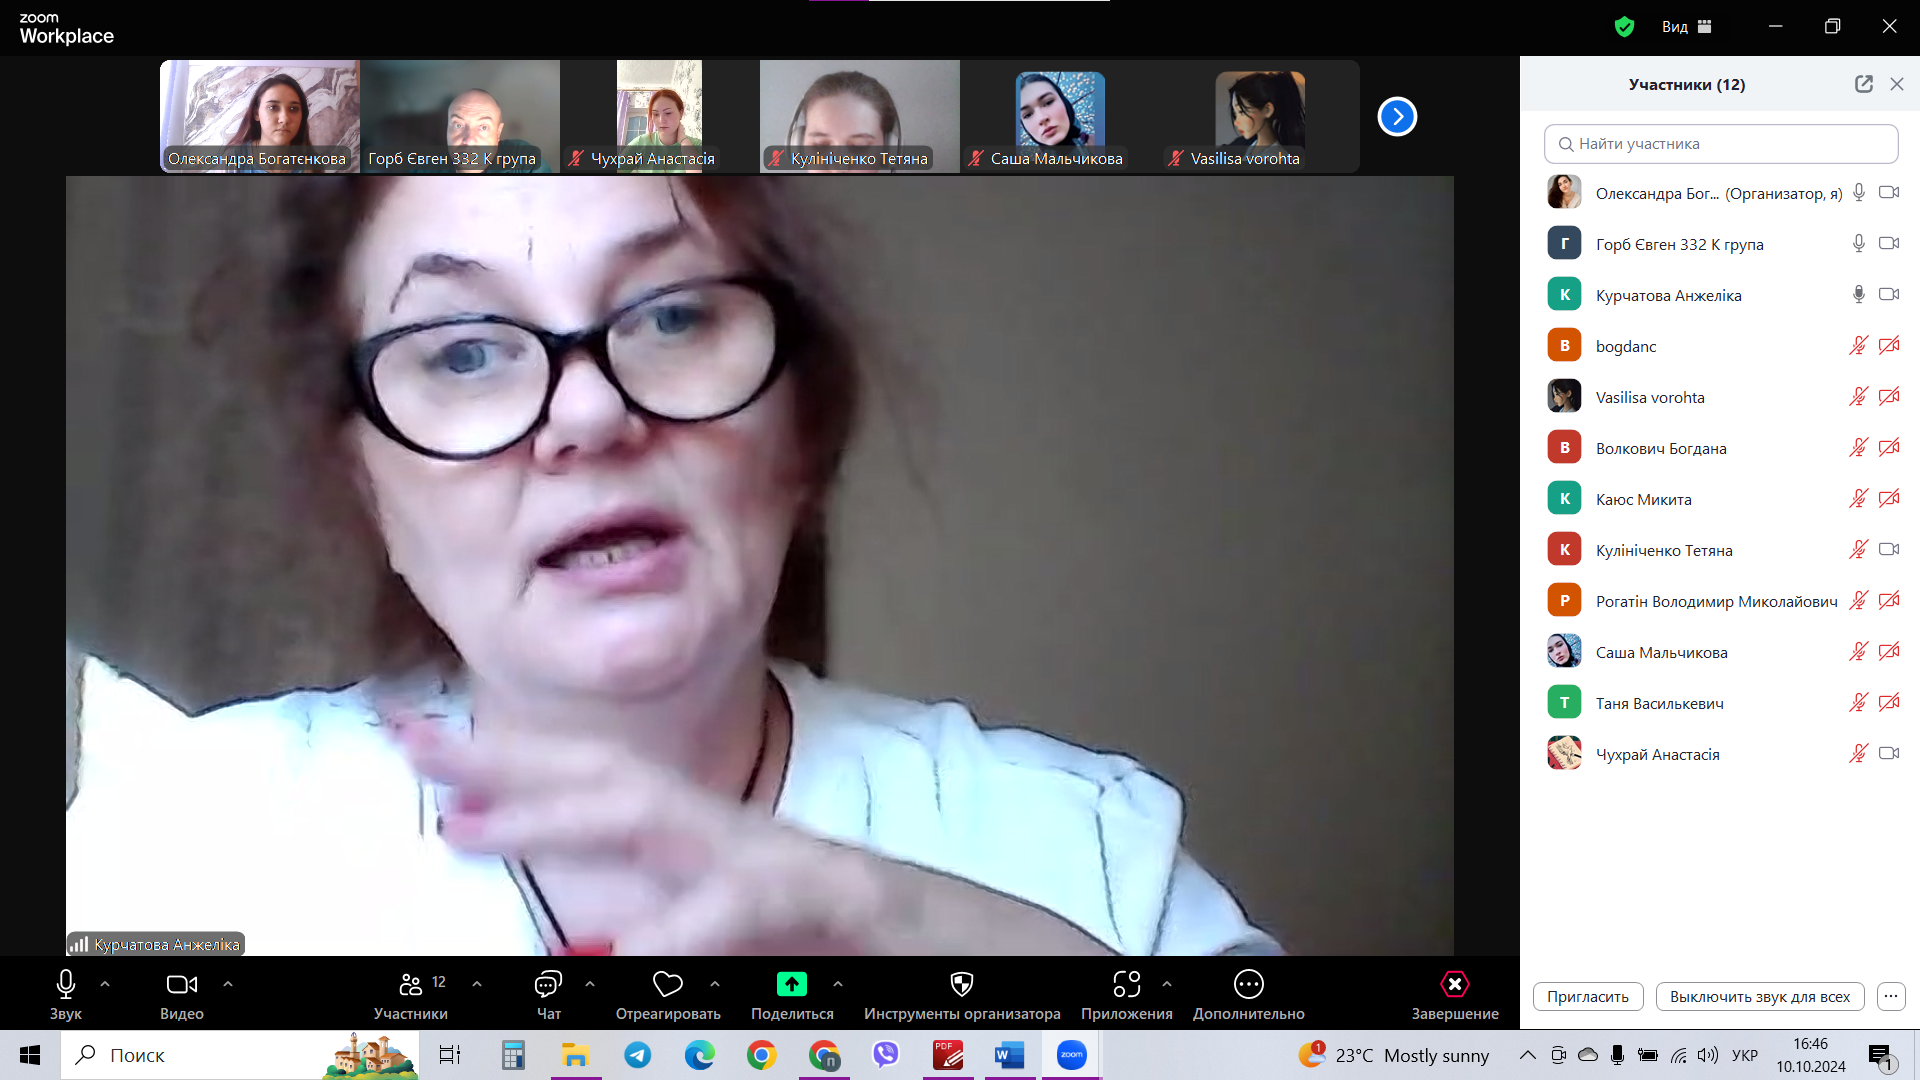 zoom
Workplace
Вид
Олександра Богатєнкова
Горб Євген 332 К група
Чухрай Анастасія
Кулініченко Тетяна
Саша Мальчикова
Vasilisa vorohta
Курчатова Анжеліка
Участники (12)
Найти участника
Олександра Бог... (Организатор, я)
Г Горб Євген 332 К група
К Курчатова Анжеліка
B bogdanc
Vasilisa vorohta
В Волкович Богдана
К Каюс Микита
К Кулініченко Тетяна
Р Рогатін Володимир Миколайович
Саша Мальчикова
Т Таня Василькевич
Чухрай Анастасія
Пригласить
Выключить звук для всех
...
12
Звук
Видео
Участники
Чат
Отреагировать
Поделиться
Инструменты организатора
Приложения
Дополнительно
Завершение
Поиск
PDF
W
zoom
п
1
23°C Mostly sunny
УКР
16:46
10.10.2024
1